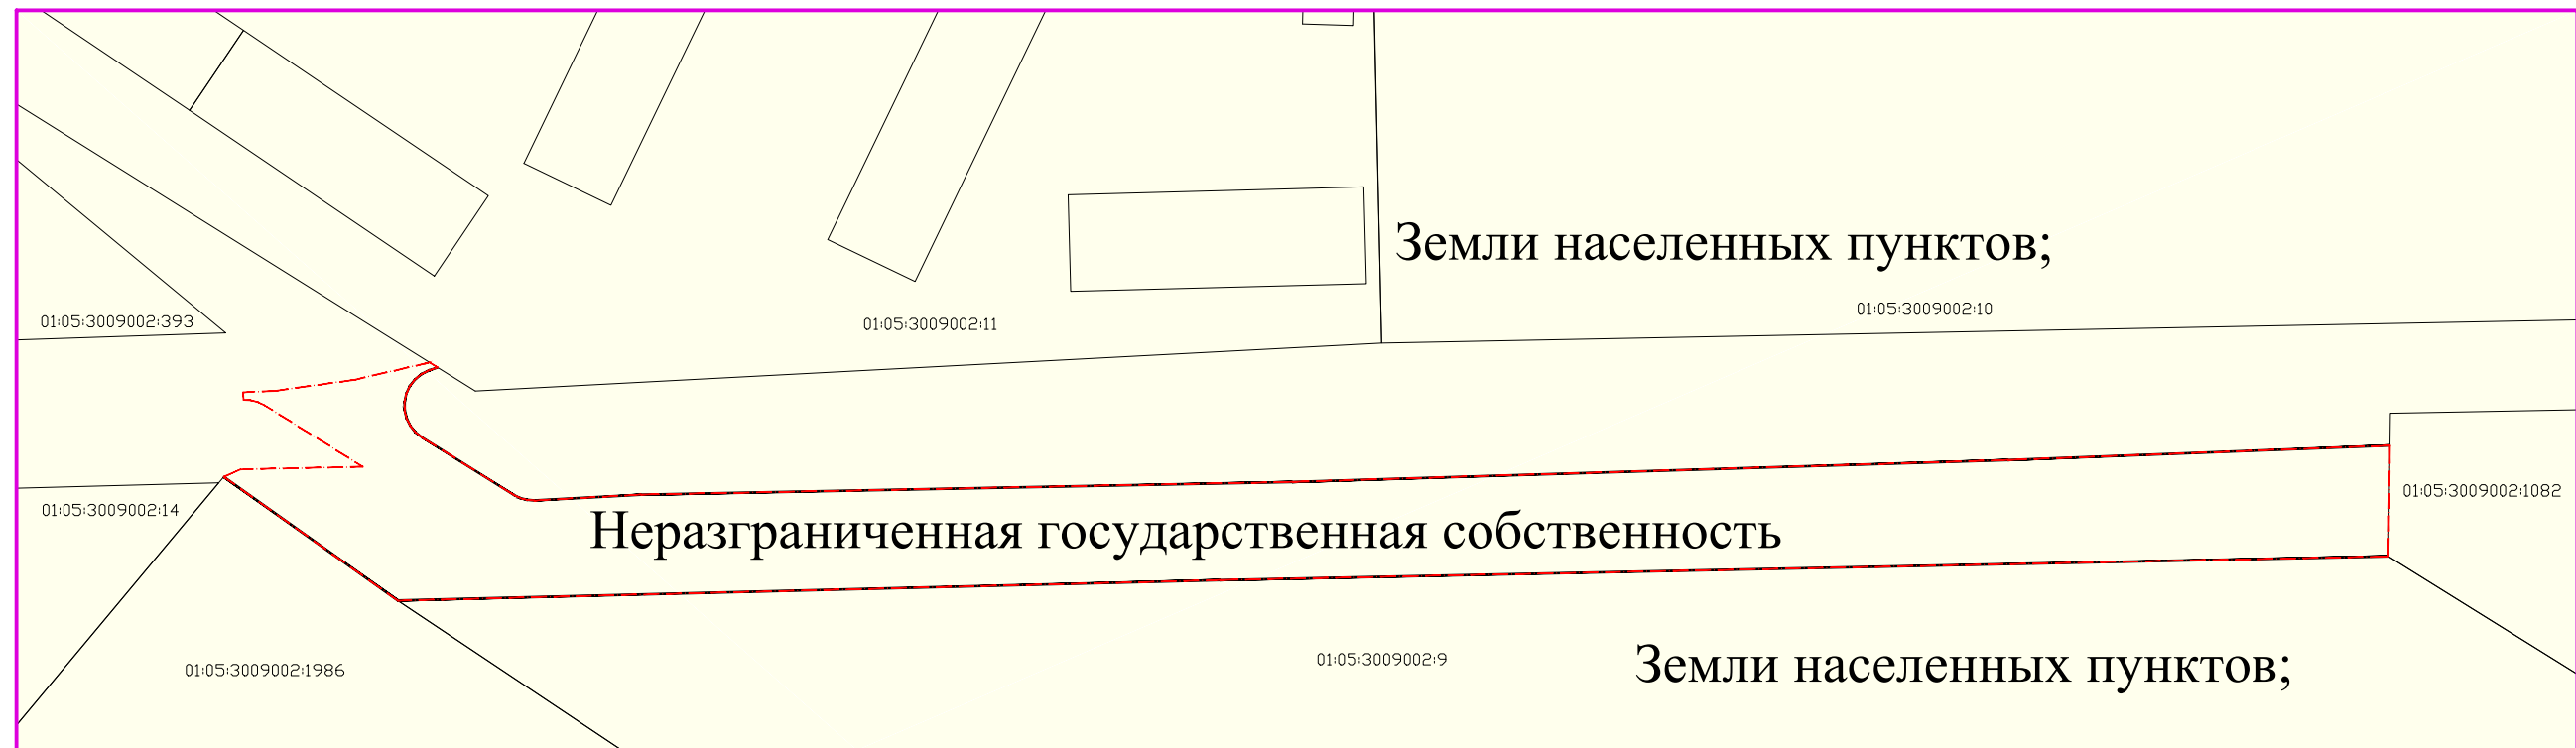 Земли населенных пунктов;
01:05:3009002:10
01:05:3009002:393
01:05:3009002:11
01:05:3009002:1082
01:05:3009002:14
Неразграниченная государственная собственность
01:05:3009002:9
Земли населенных пунктов;
01:05:3009002:1986